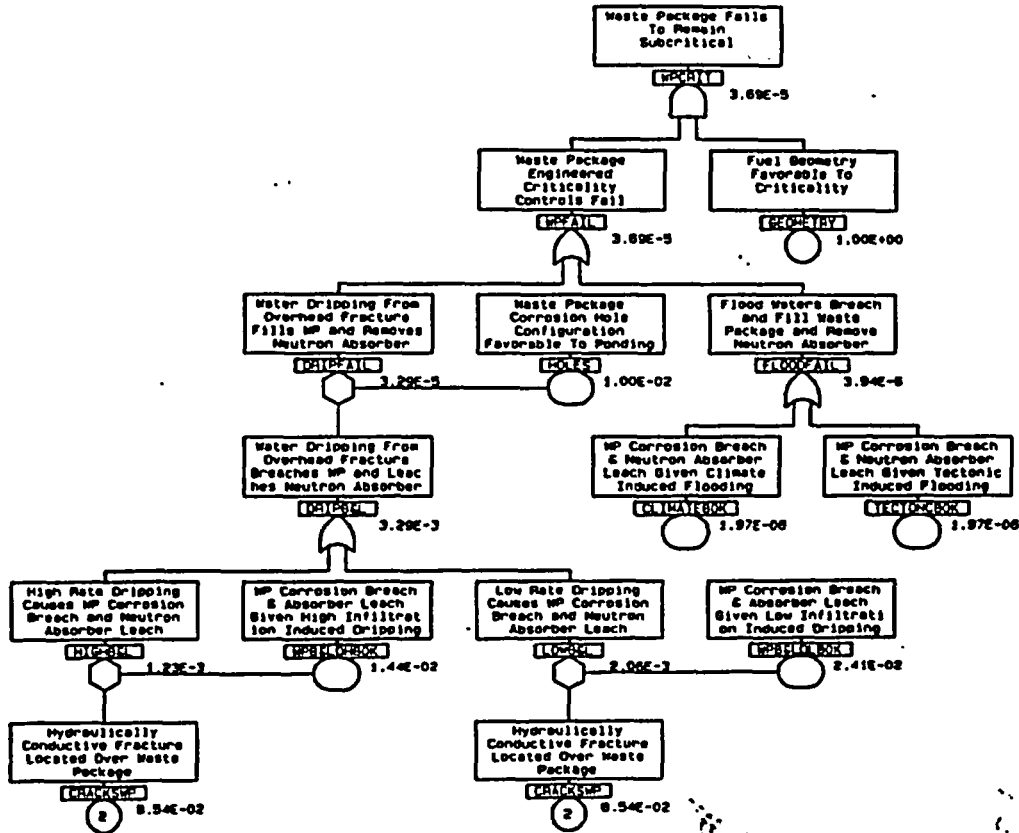 Waste Package Fails
To Remain
Subcritical
WPCRIT
3.69E-5
Waste Package
Engineered
Criticality
Controls Fail
WPFAIL
3.69E-5
Fuel Geometry
Favorable To
Criticality
GEOMETRY
1.00E+00
Water Dripping From
Overhead Fracture
Fills WP and Removes
Neutron Absorber
DRIPFAIL
3.29E-5
Waste Package
Corrosion Hole
Configuration
Favorable To Ponding
HOLES
1.00E-02
Flood Waters Breach
and Fill Waste
Package and Remove
Neutron Absorber
FLOODFAIL
3.94E-6
Water Dripping From
Overhead Fracture
Breaches WP and Leac
hes Neutron Absorber
DRIPBEL
3.29E-3
WP Corrosion Breach
& Neutron Absorber
Leach Given Climate
Induced Flooding
CLIMATEBOK
1.97E-06
WP Corrosion Breach
& Neutron Absorber
Leach Given Tectonic
Induced Flooding
TECTONCBOK
1.97E-06
High Rate Dripping
Causes WP Corrosion
Breach and Neutron
Absorber Leach
HIGHBEL
1.23E-3
WP Corrosion Breach
& Absorber Leach
Given High Infiltrat
ion Induced Dripping
1.44E-02
Low Rate Dripping
Causes WP Corrosion
Breach and Neutron
Absorber Leach
LOWBEL
2.06E-3
WP Corrosion Breach
& Absorber Leach
Given Low Infiltrati
on Induced Dripping
2.41E-02
Hydraulically
Conductive Fracture
Located Over Waste
Package
CRACKSWP
2
8.54E-02
Hydraulically
Conductive Fracture
Located Over Waste
Package
CRACKSWP
2
8.54E-02